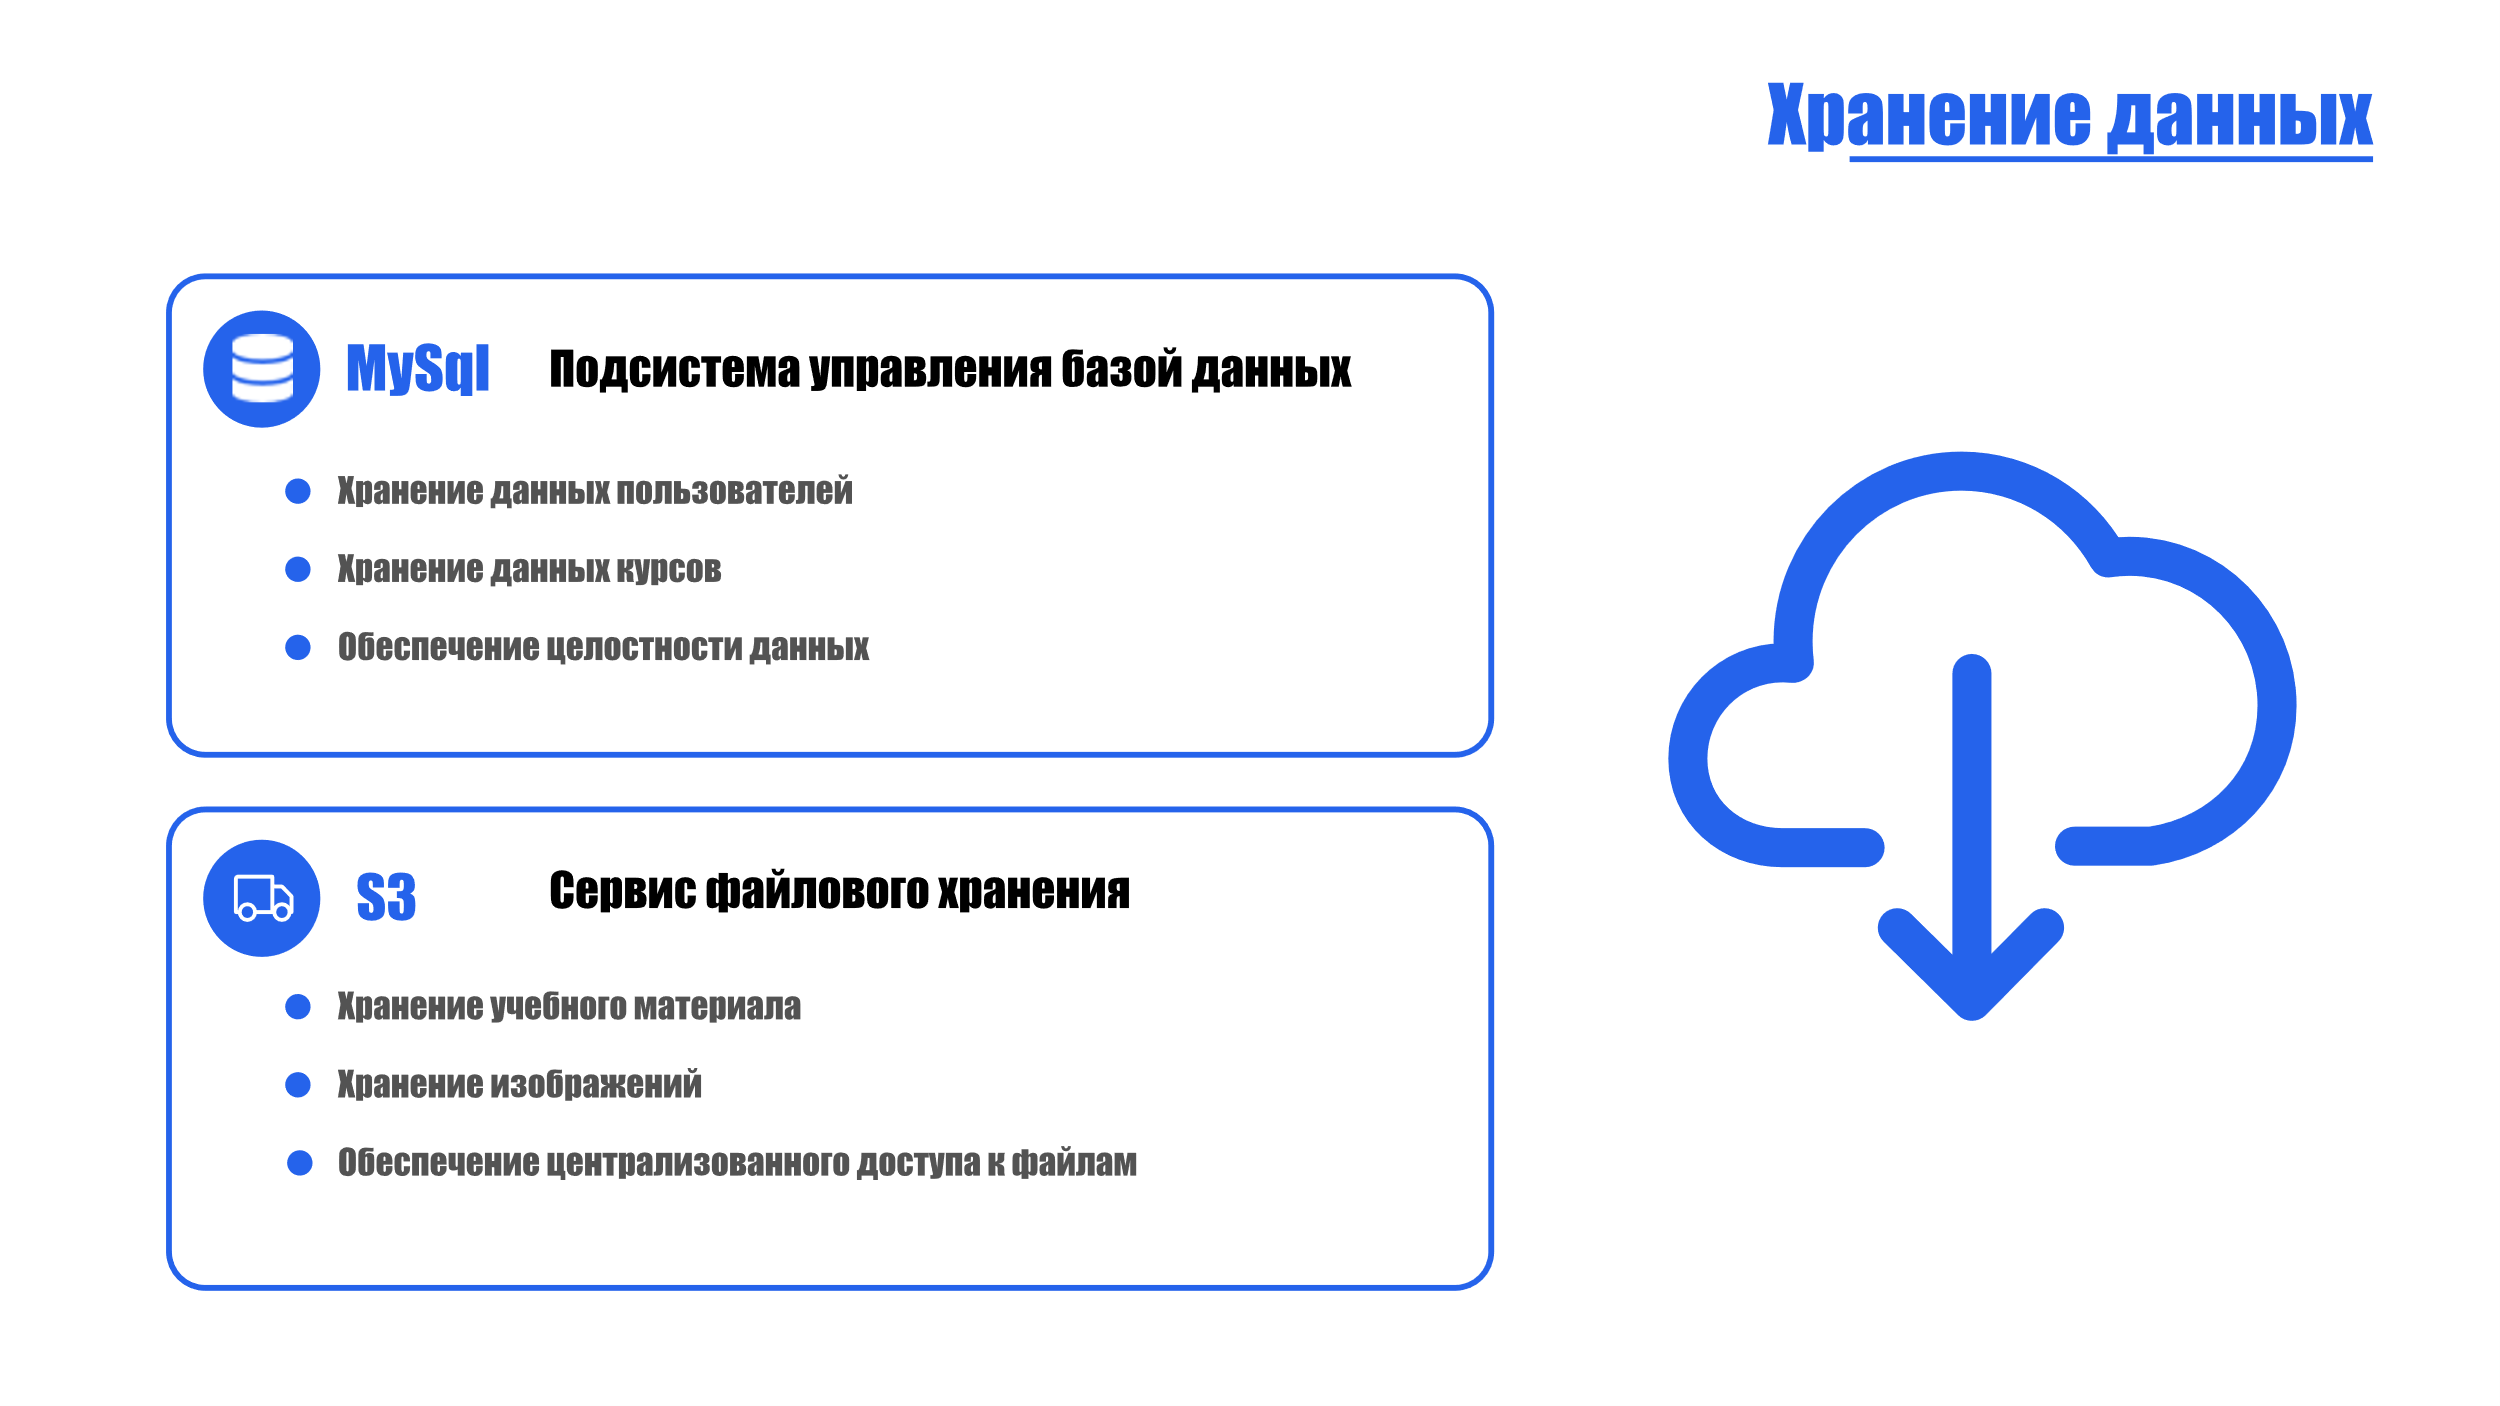 Хранение данных
MySql
Подсистема управления базой данных
Хранение данных пользователей
Хранение данных курсов
Обеспечение целостности данных
S3
Сервис файлового хранения
Хранение учебного материала
Хранение изображений
Обеспечение централизованного доступа к файлам